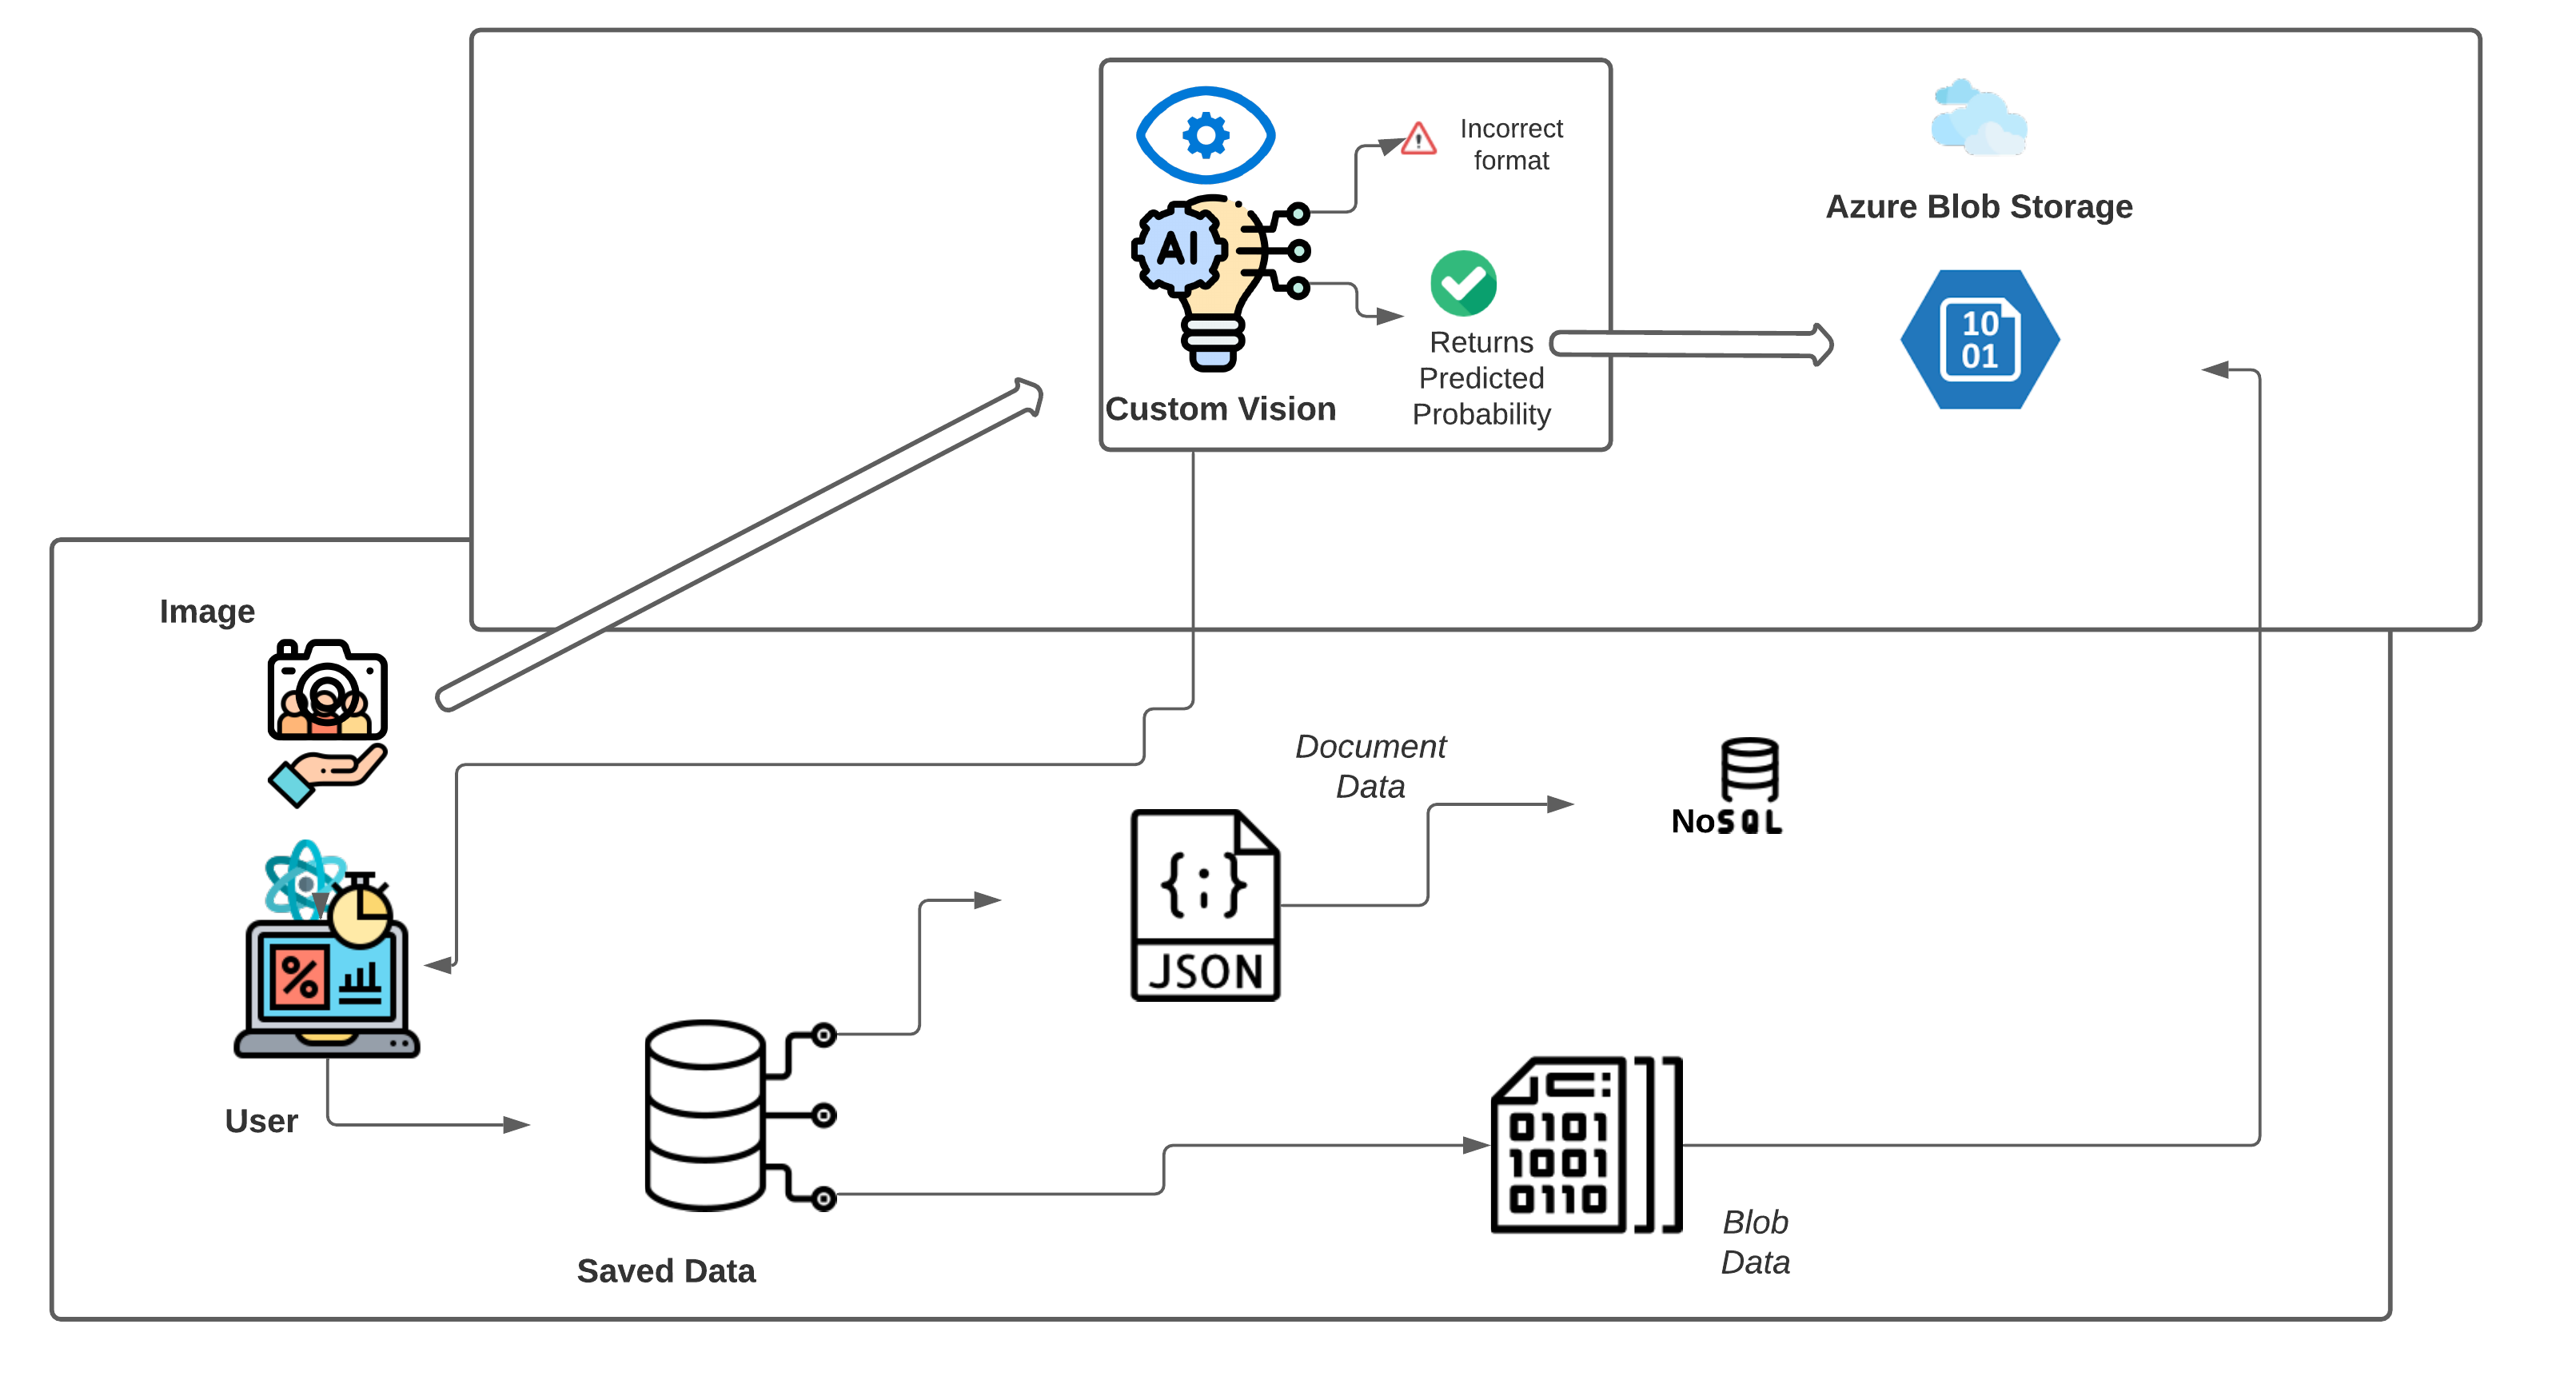 Incorrect
format
Azure Blob Storage
AI
10
01
Returns
Predicted
Probability
Custom Vision
Image
Document
Data
NoSQL
{;}
JSON
%
User
0101
1001
0110
Blob
Data
Saved Data